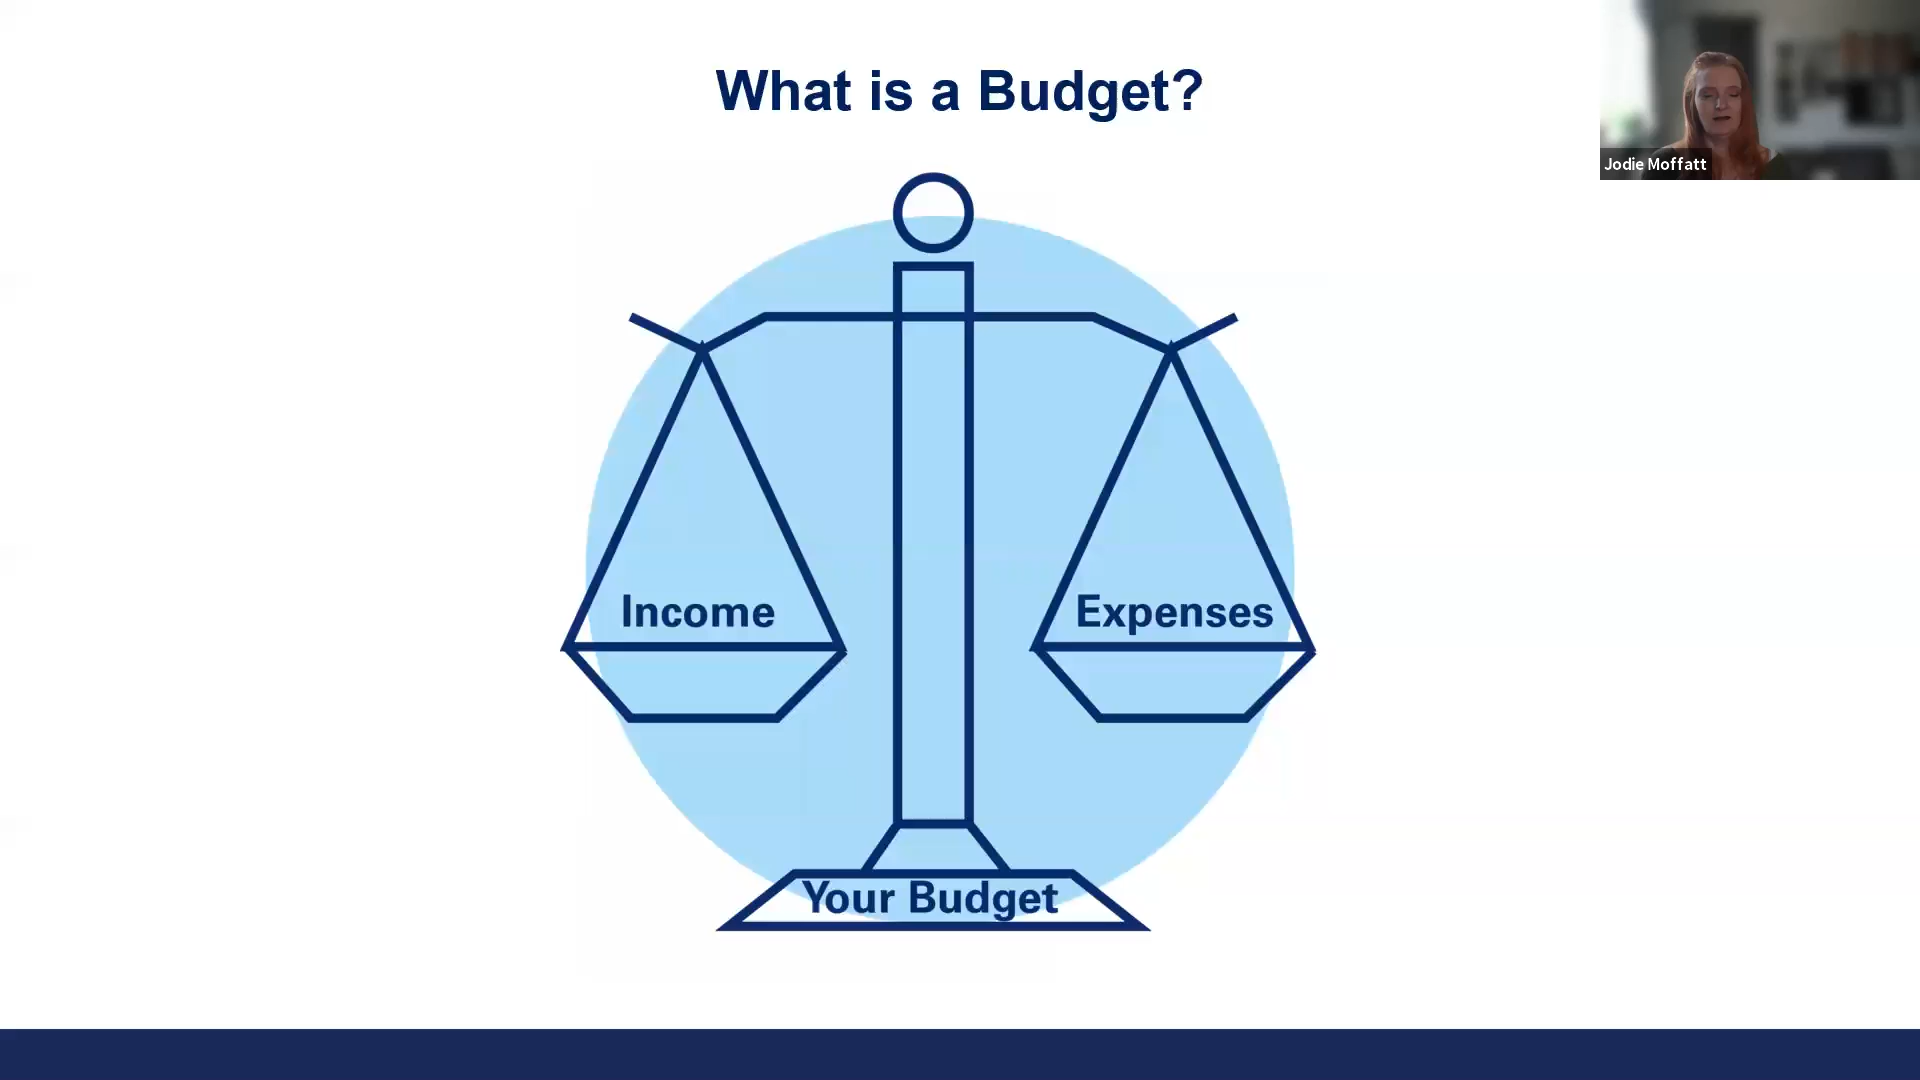 What is a Budget?
Jodie Moffatt
Income
Expenses
Your Budget